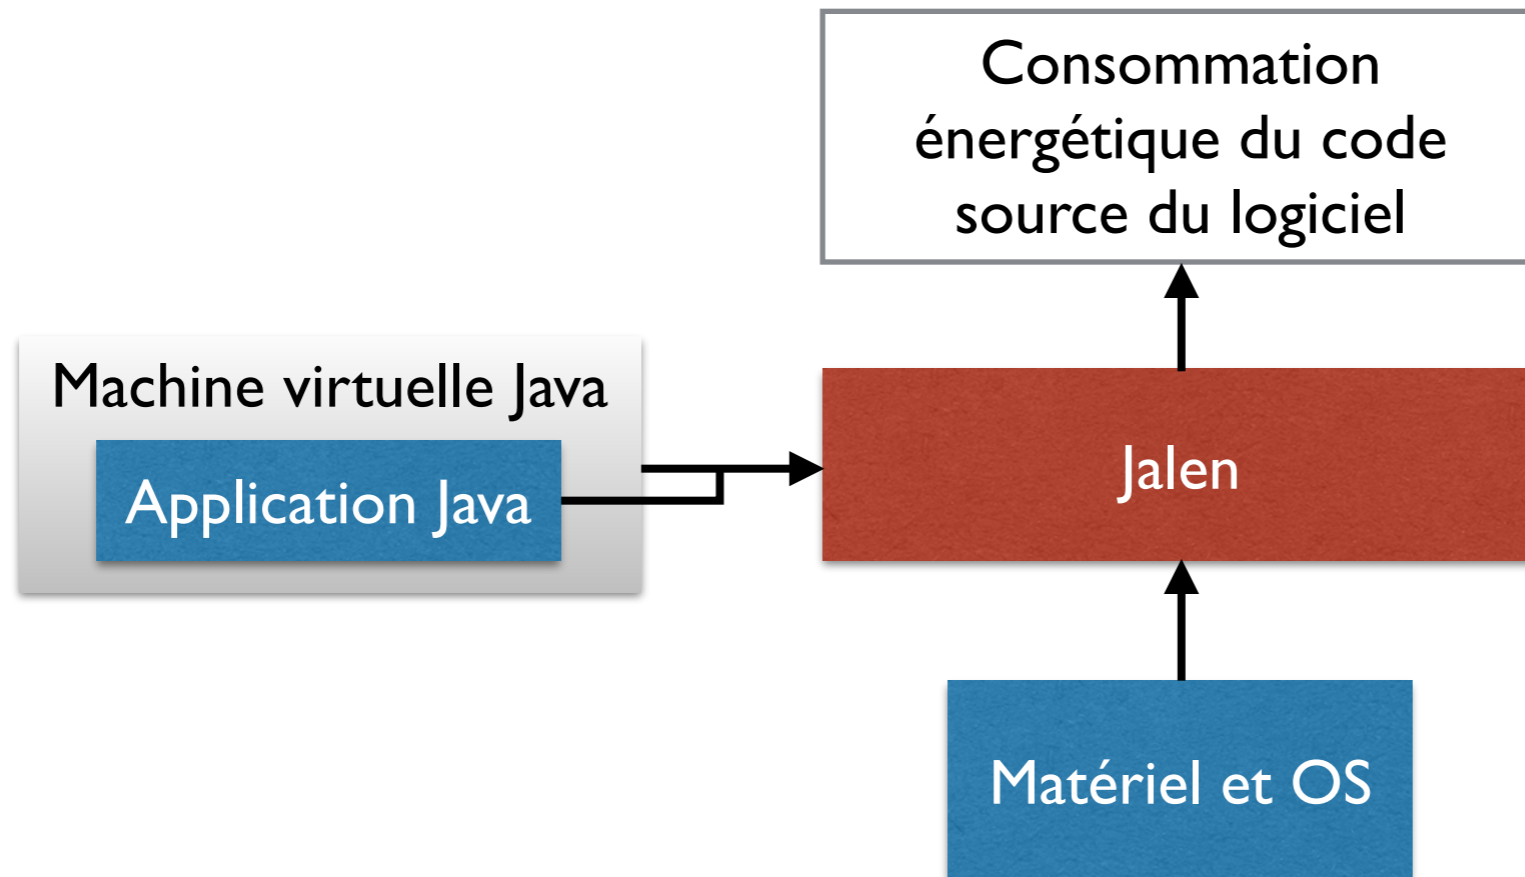 Consommation
énergétique du code
source du logiciel
Machine virtuelle Java
Application Java
Jalen
Matériel et OS